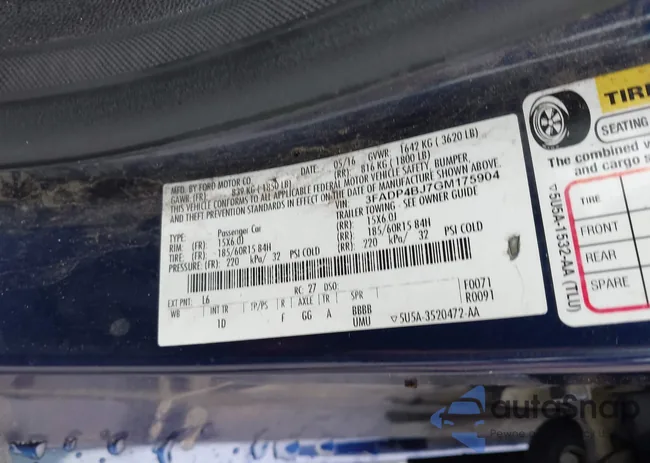 MFD. BY FORD MOTOR CO.
DATE: 05/16 GVWR: 1642 KG ( 3620 LB)
GAWR: (FR): 839 KG ( 1850 LB) (RR): 816 KG ( 1800 LB)
THIS VEHICLE CONFORMS TO ALL APPLICABLE FEDERAL MOTOR VEHICLE SAFETY, BUMPER,
AND THEFT PREVENTION STANDARDS IN EFFECT ON THE DATE OF MANUFACTURE SHOWN ABOVE.
VIN: 3FADP4BJ7GM175904
TYPE: Passenger Car TRAILER TOWING - SEE OWNER GUIDE
RIM: (FR): 15X6.0J (RR): 15X6.0J
TIRE: (FR): 185/60R15 84H (RR): 185/60R15 84H
PRESSURE: (FR): 220 kPa/ 32 PSI COLD (RR): 220 kPa/ 32 PSI COLD
EXT PNT: L6 RC: 27 DSO: F0071
WB INT TR TP/PS R AXLE TR SPR R0091
1D F GG A BBBB
UMU ▽5U5A-3520472-AA
TIRE
SEATING
The combined w
and cargo s
TIRE
FRONT
REAR
SPARE
▽5U5A-1532-AA (TLU)
autoSnap